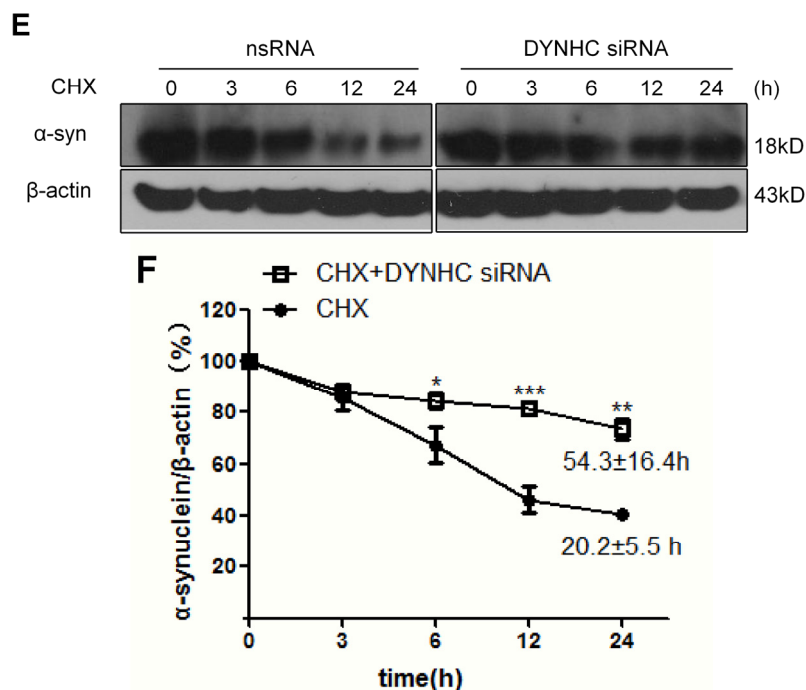 E
nsRNA DYNHC siRNA
CHX 0 3 6 12 24 0 3 6 12 24 (h)
α-syn 18kD
β-actin 43kD
F
CHX+DYNHC siRNA
CHX
α-synuclein/β-actin (%)
120
100
80
60
40
20
* *** **
54.3±16.4h
20.2±5.5 h
0 3 6 12 24
time(h)